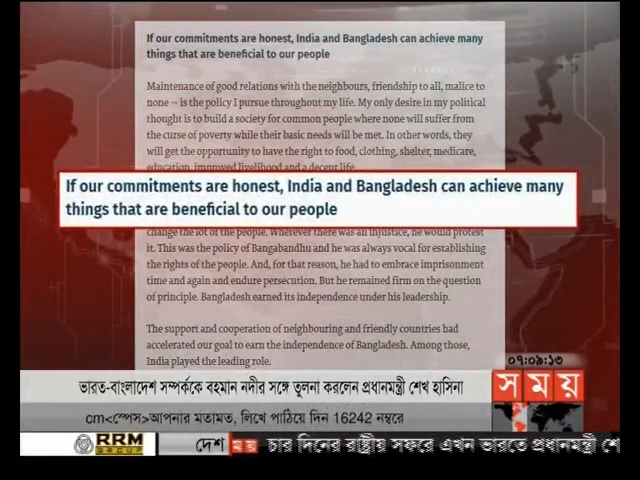 If our commitments are honest, India and Bangladesh can achieve many
things that are beneficial to our people
Maintenance of good relations with the neighbours, friendship to all, malice to
none – is the policy I pursue throughout my life. My only desire in my political
thought is to build a society for common people where none will suffer from
the curse of poverty while their basic needs will be met. In other words, they
will get the opportunity to have the right to food, clothing, shelter, medicare,
education, improved livelihood and a decent life.
If our commitments are honest, India and Bangladesh can achieve many
things that are beneficial to our people
change the lot of the people. Wherever there was an injustice, he would protest
it. This was the policy of Bangabandhu and he was always vocal for establishing
the rights of the people. And, for that reason, he had to embrace imprisonment
time and again and endure persecution. But he remained firm on the question
of principle. Bangladesh earned its independence under his leadership.
The support and cooperation of neighbouring and friendly countries had
accelerated our goal to earn the independence of Bangladesh. Among those,
India played the leading role.
০৭:০৯:১৩
ভারত-বাংলাদেশ সম্পর্ককে বহমান নদীর সঙ্গে তুলনা করলেন প্রধানমন্ত্রী শেখ হাসিনা
সময়
cm<স্পেস>আপনার মতামত, লিখে পাঠিয়ে দিন 16242 নম্বরে
RRM
GROUP
দেশ
ময় চার দিনের রাষ্ট্রীয় সফরে এখন ভারতে প্রধানমন্ত্রী শে